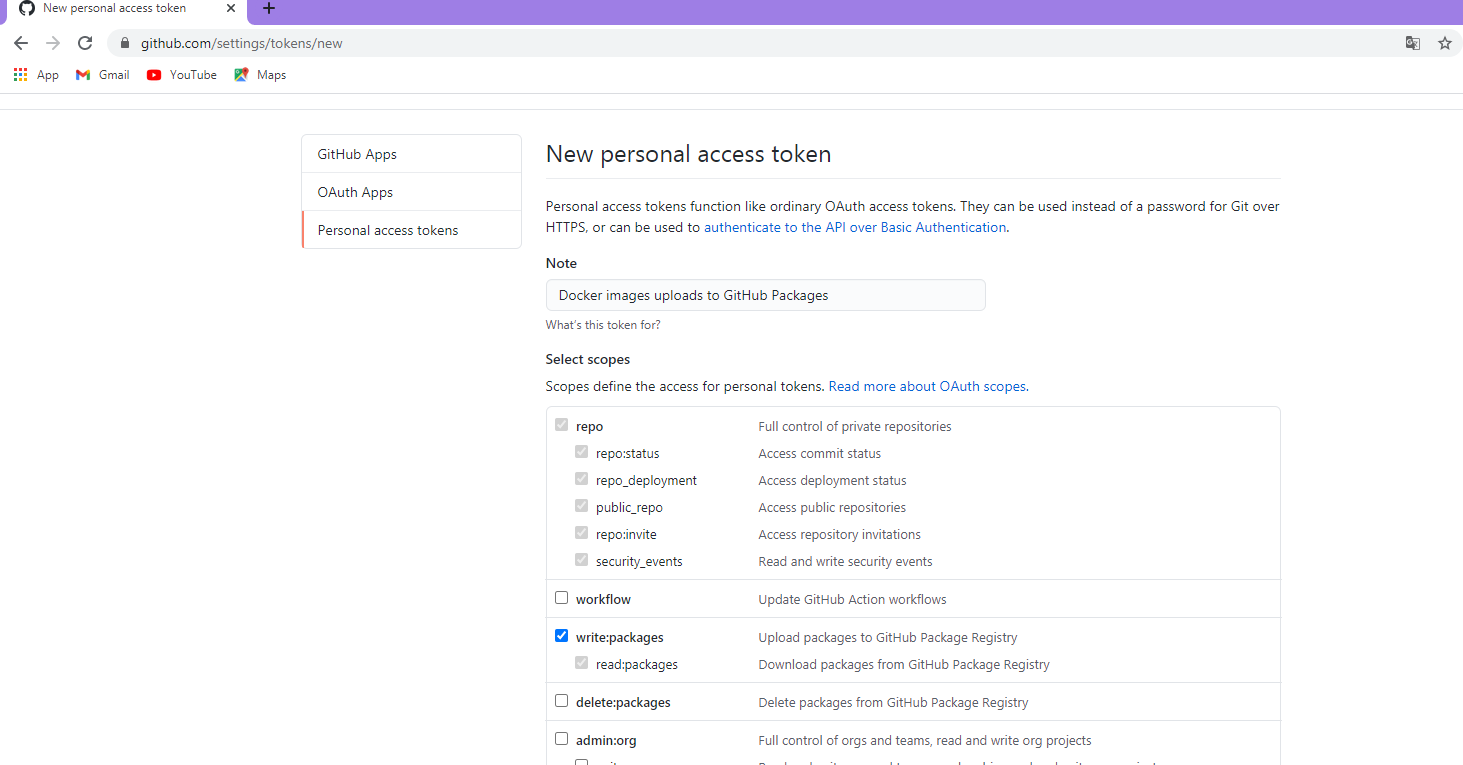 New personal access token
github.com/settings/tokens/new
App Gmail YouTube Maps
GitHub Apps
OAuth Apps
Personal access tokens
New personal access token
Personal access tokens function like ordinary OAuth access tokens. They can be used instead of a password for Git over
HTTPS, or can be used to authenticate to the API over Basic Authentication.
Note
Docker images uploads to GitHub Packages
What's this token for?
Select scopes
Scopes define the access for personal tokens. Read more about OAuth scopes.
repo Full control of private repositories
repo:status Access commit status
repo_deployment Access deployment status
public_repo Access public repositories
repo:invite Access repository invitations
security_events Read and write security events
workflow Update GitHub Action workflows
write:packages Upload packages to GitHub Package Registry
read:packages Download packages from GitHub Package Registry
delete:packages Delete packages from GitHub Package Registry
admin:org Full control of orgs and teams, read and write org projects